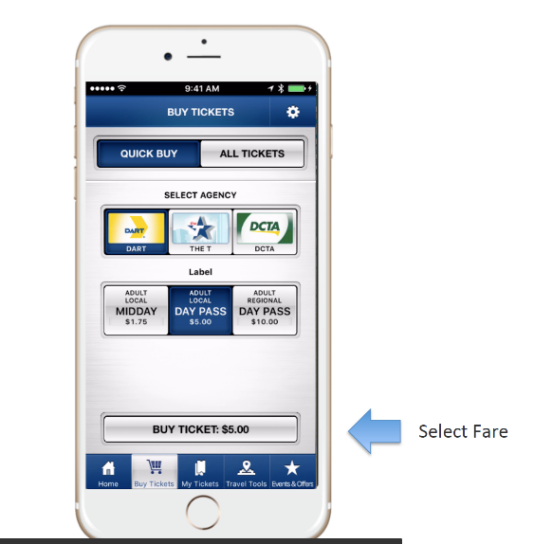 9:41 AM
BUY TICKETS
QUICK BUY
ALL TICKETS
SELECT AGENCY
DART
DCTA
DART
THE T
DCTA
Label
ADULT
LOCAL
MIDDAY
$1.75
ADULT
LOCAL
DAY PASS
$5.00
ADULT
REGIONAL
DAY PASS
$10.00
BUY TICKET: $5.00
Select Fare
Home
Buy Tickets
My Tickets
Travel Tools
Events & Offers